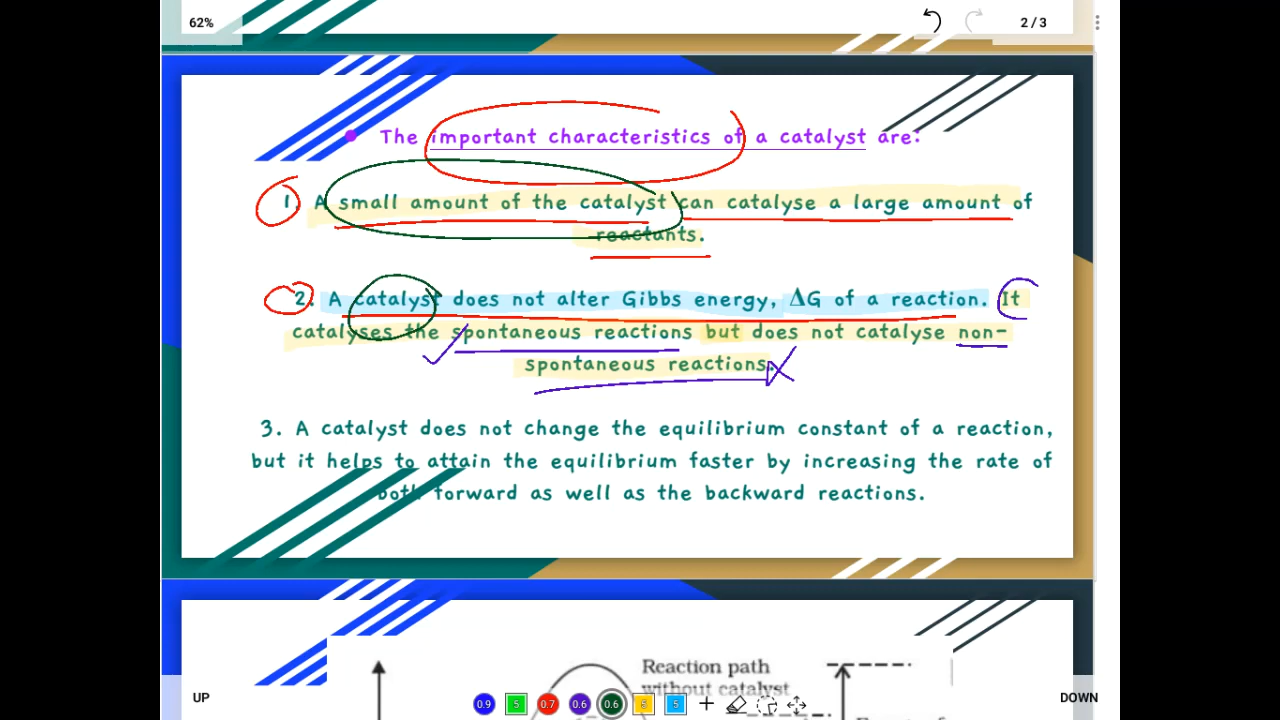 62%
2 / 3
The important characteristics of a catalyst are:
1. A small amount of the catalyst can catalyse a large amount of
reactants.
2. A catalyst does not alter Gibbs energy, ΔG of a reaction. It
catalyses the spontaneous reactions but does not catalyse non-
spontaneous reactions.
3. A catalyst does not change the equilibrium constant of a reaction,
but it helps to attain the equilibrium faster by increasing the rate of
both forward as well as the backward reactions.
Reaction path
without catalyst
UP
0.9 5 0.7 0.6 0.6 5
DOWN